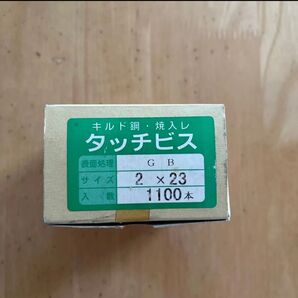 キルド鋼・焼入レ
タッチビス
表面処理 G B
サイズ 2 × 23
入数 1100本